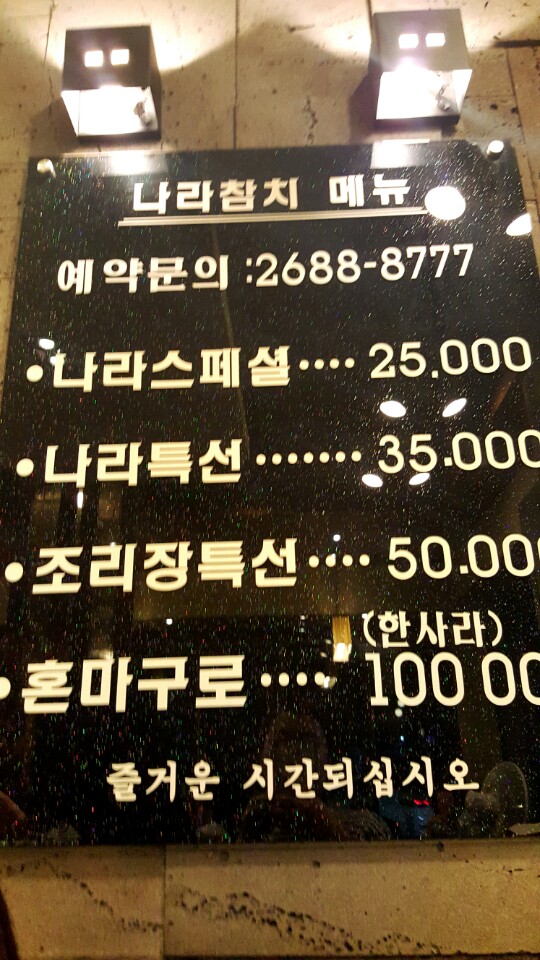 나라참치 메뉴
예약문의:2688-8777
•나라스페셜···· 25.000
•나라특선······· 35.000
•조리장특선···· 50.00
(한사라)
•혼마구로···· 100 00
즐거운 시간되십시오